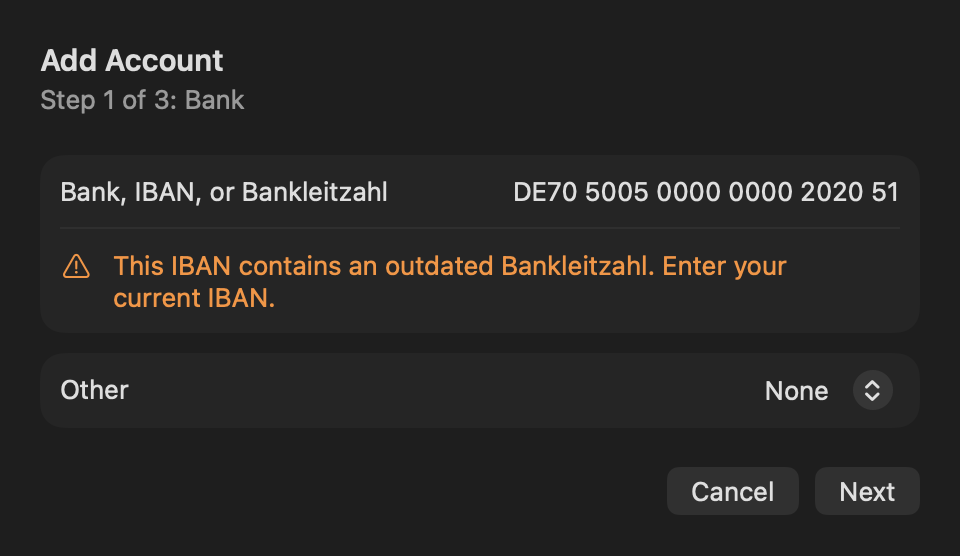 Add Account
Step 1 of 3: Bank
Bank, IBAN, or Bankleitzahl DE70 5005 0000 0000 2020 51
This IBAN contains an outdated Bankleitzahl. Enter your
current IBAN.
Other None
Cancel Next